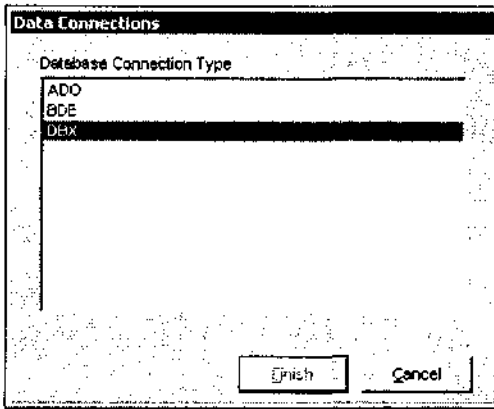 Data Connections
Database Connection Type
ADO
BDE
DBX
Finish
Cancel